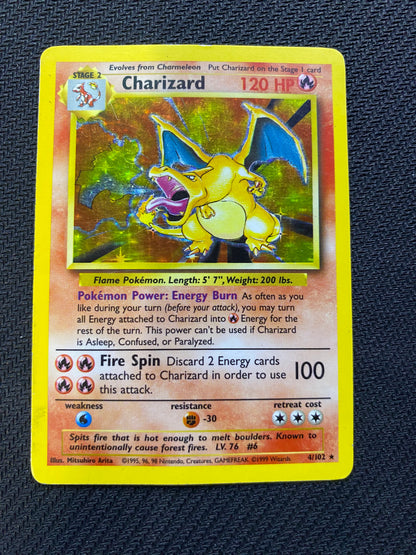 Evolves from Charmeleon Put Charizard on the Stage 1 card
STAGE 2
Charizard 120 HP
Flame Pokémon. Length: 5' 7", Weight: 200 lbs.
Pokémon Power: Energy Burn As often as you
like during your turn (before your attack), you may turn
all Energy attached to Charizard into Energy for the
rest of the turn. This power can't be used if Charizard
is Asleep, Confused, or Paralyzed.
Fire Spin Discard 2 Energy cards
attached to Charizard in order to use
this attack.
100
weakness resistance retreat cost
-30
Spits fire that is hot enough to melt boulders. Known to
unintentionally cause forest fires. LV. 76 #6
Illus. Mitsuhiro Arita ©1995, 96, 98 Nintendo, Creatures, GAMEFREAK. ©1999 Wizards. 4/102 ★